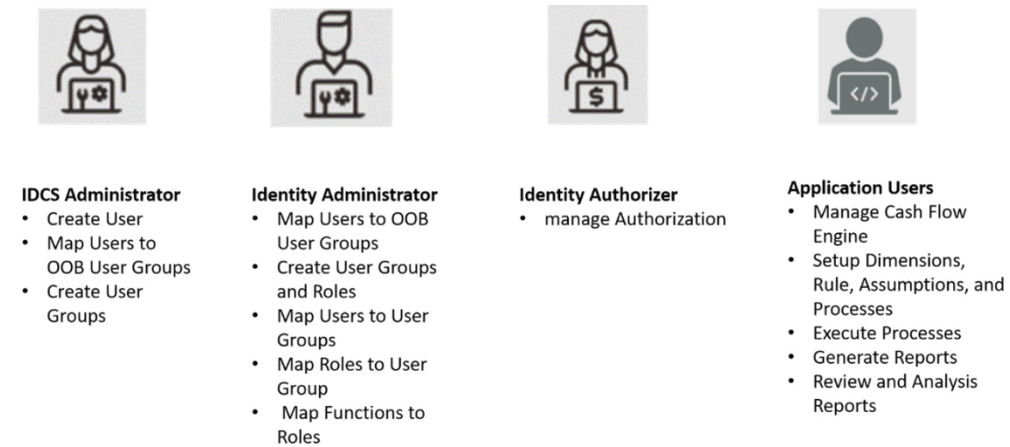 $
</>
IDCS Administrator
• Create User
• Map Users to
OOB User Groups
• Create User
Groups
Identity Administrator
• Map Users to OOB
User Groups
• Create User Groups
and Roles
• Map Users to User
Groups
• Map Roles to User
Group
• Map Functions to
Roles
Identity Authorizer
• manage Authorization
Application Users
• Manage Cash Flow
Engine
• Setup Dimensions,
Rule, Assumptions, and
Processes
• Execute Processes
• Generate Reports
• Review and Analysis
Reports